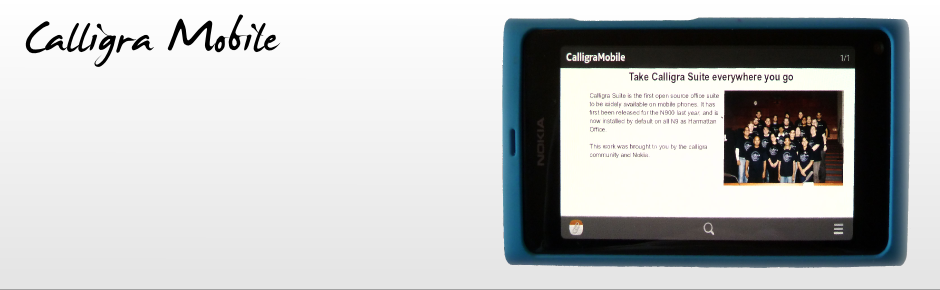 Calligra Mobile
NOKIA
CalligraMobile 1/1
Take Calligra Suite everywhere you go
Calligra Suite is the first open source office suite
to be widely available on mobile phones. It has
first been released for the N900 last year, and is
now installed by default on all N9 as Harmattan
Office.
This work was brought to you by the calligra
community and Nokia.